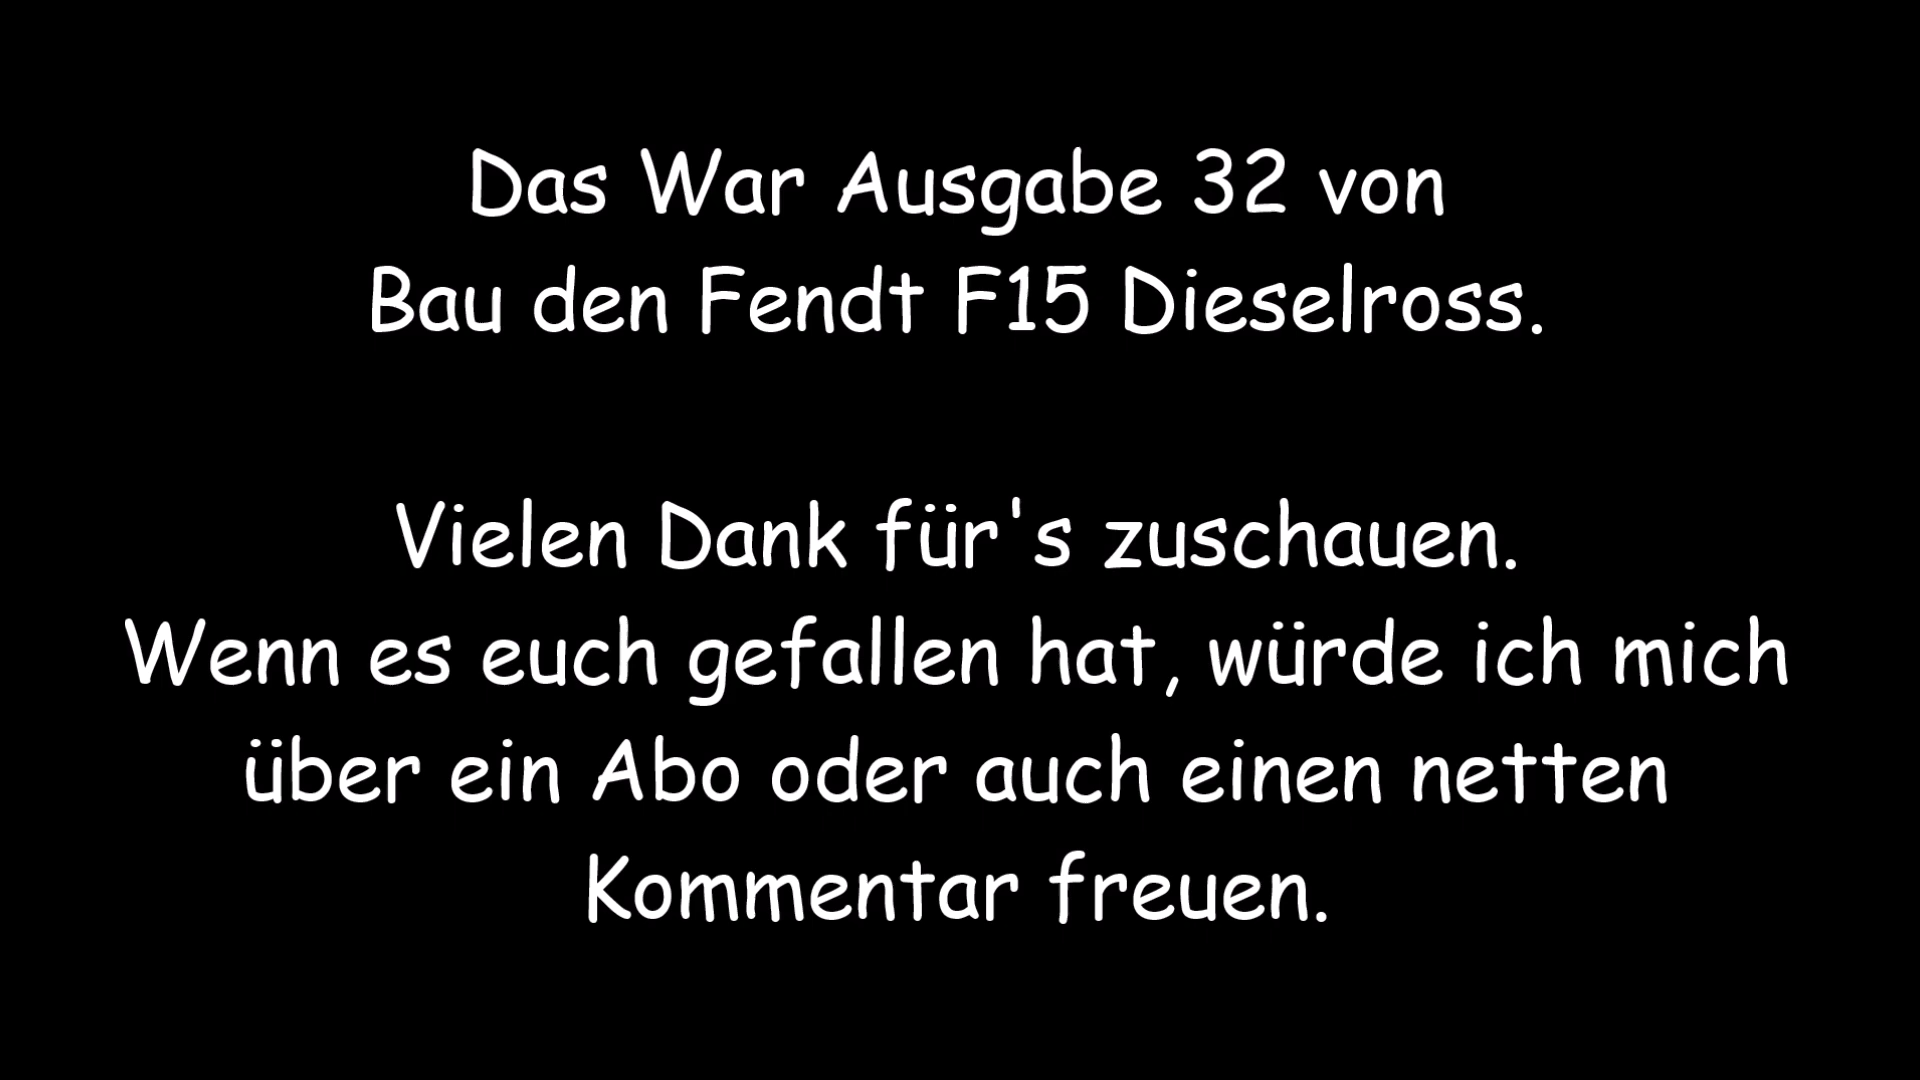 Das War Ausgabe 32 von
Bau den Fendt F15 Dieselross.
Vielen Dank für's zuschauen.
Wenn es euch gefallen hat, würde ich mich
über ein Abo oder auch einen netten
Kommentar freuen.